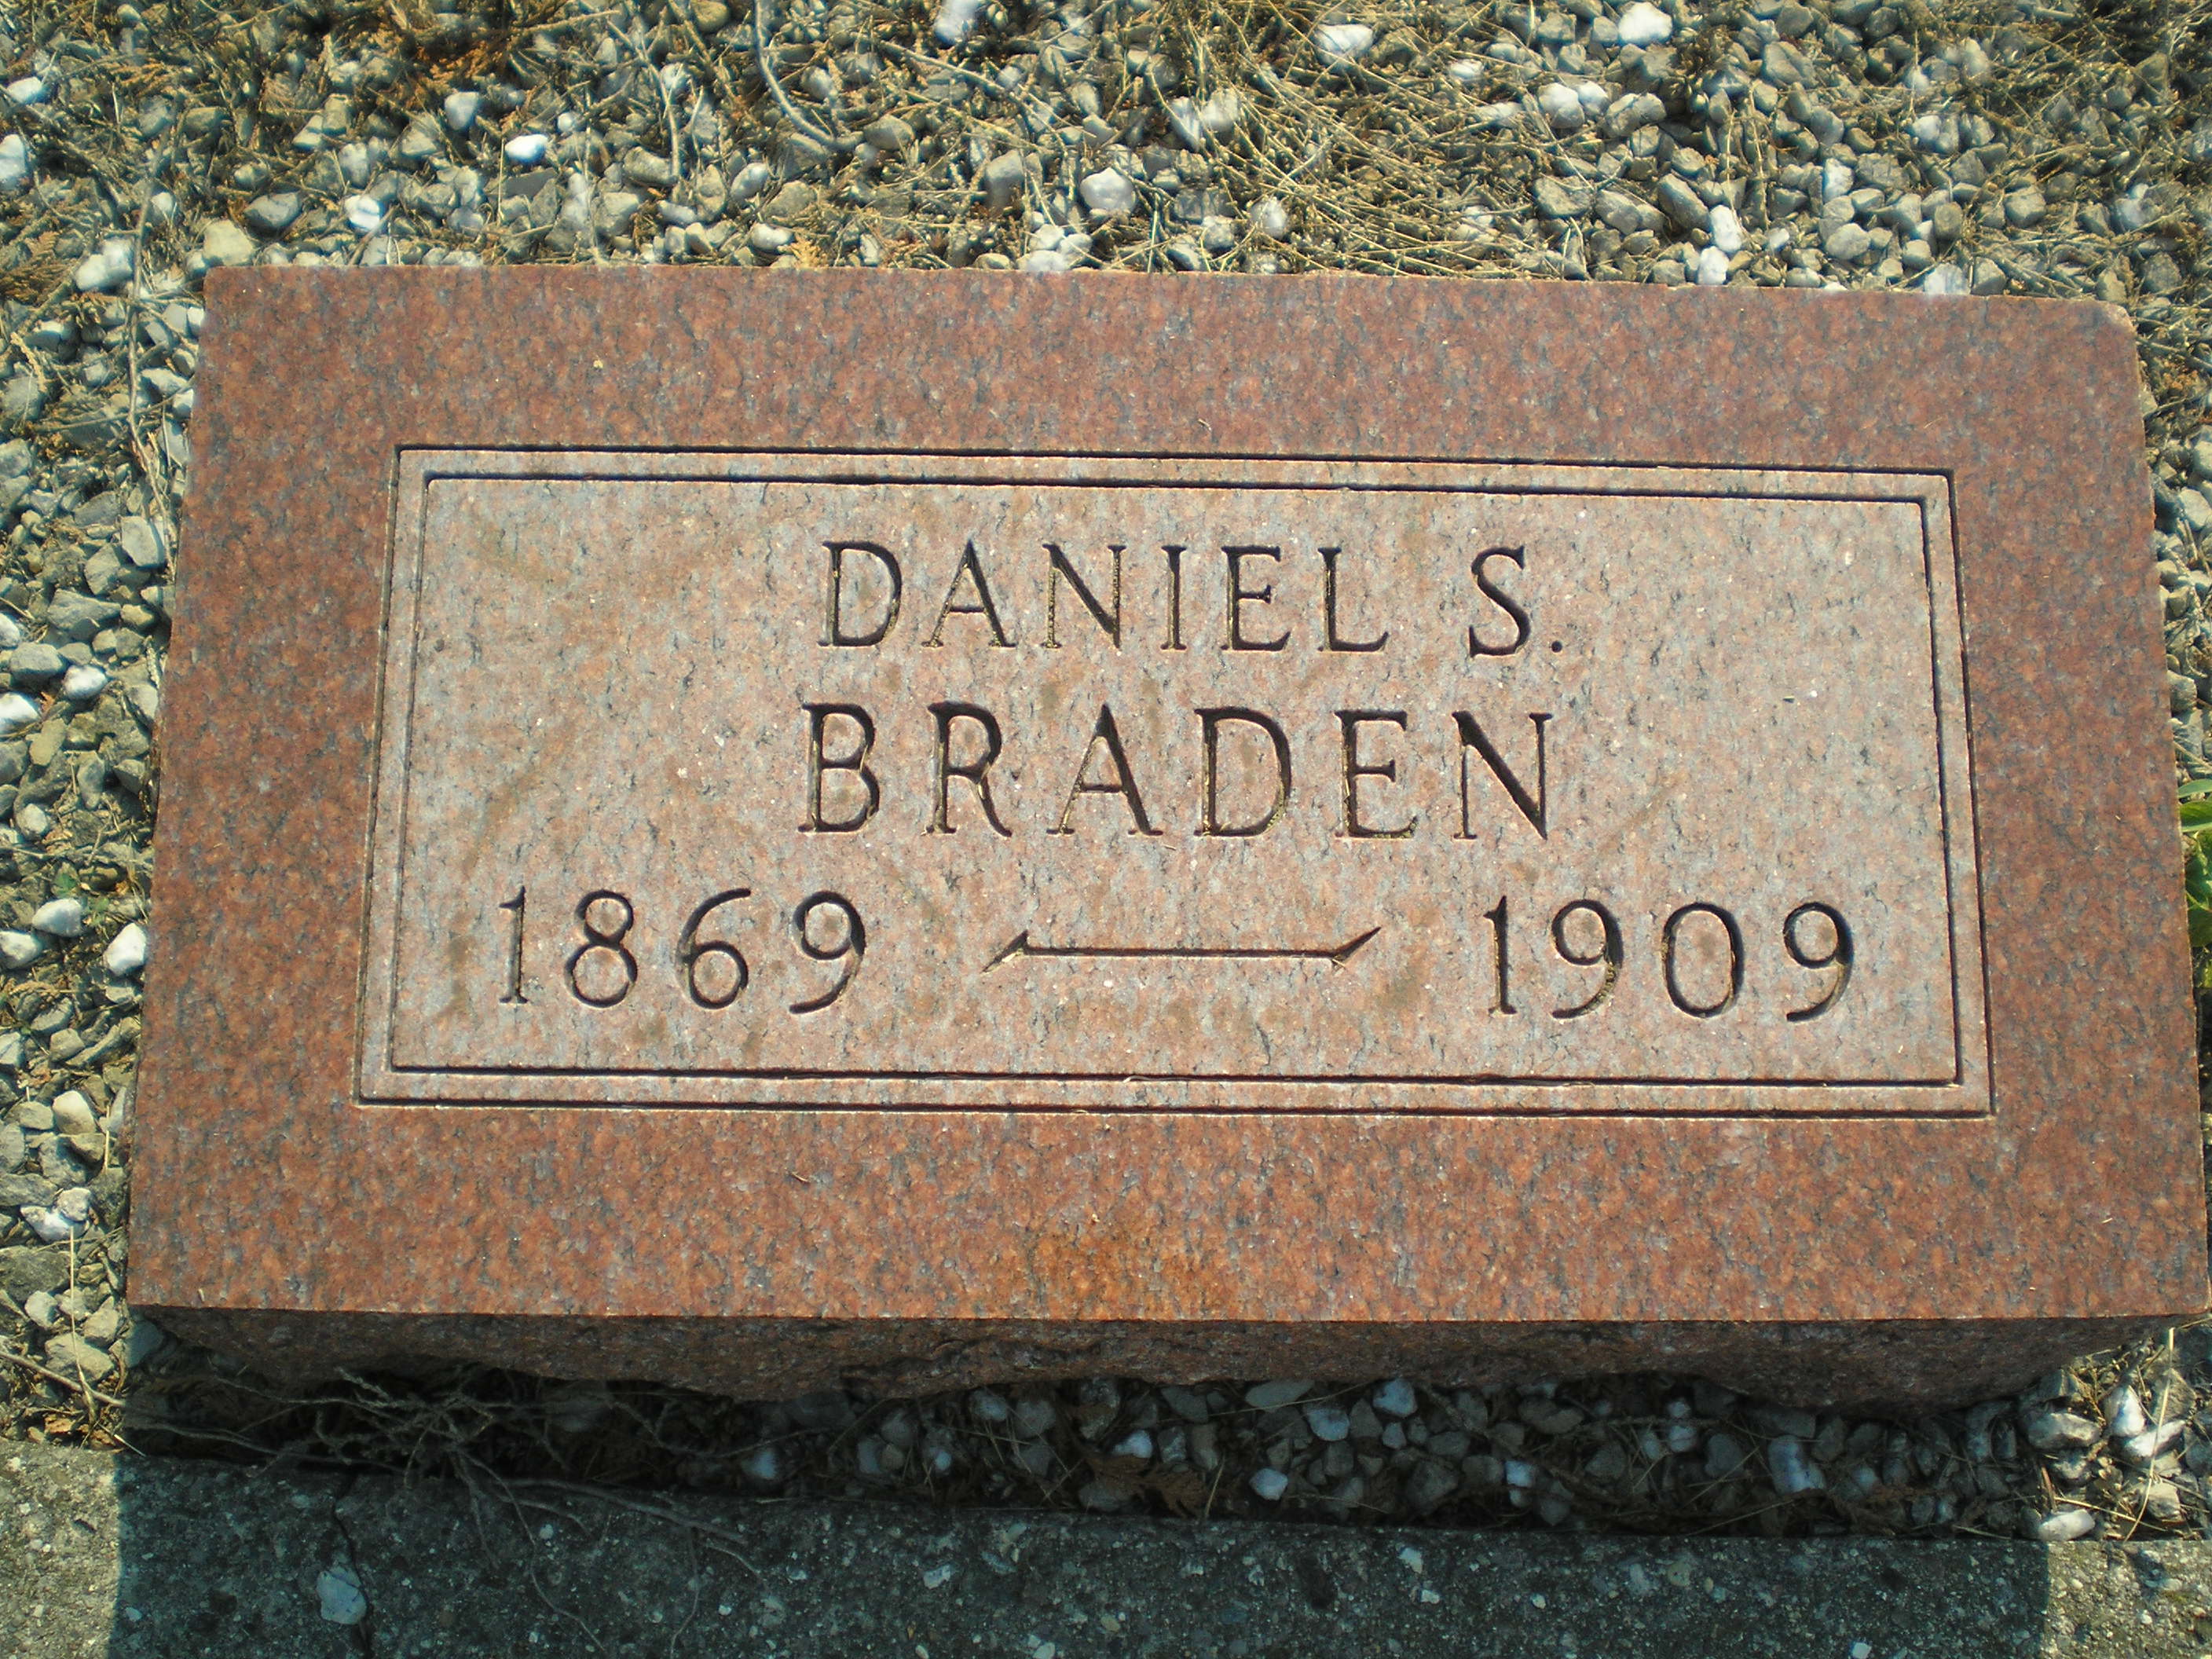 DANIEL S.
BRADEN
1869 — 1909